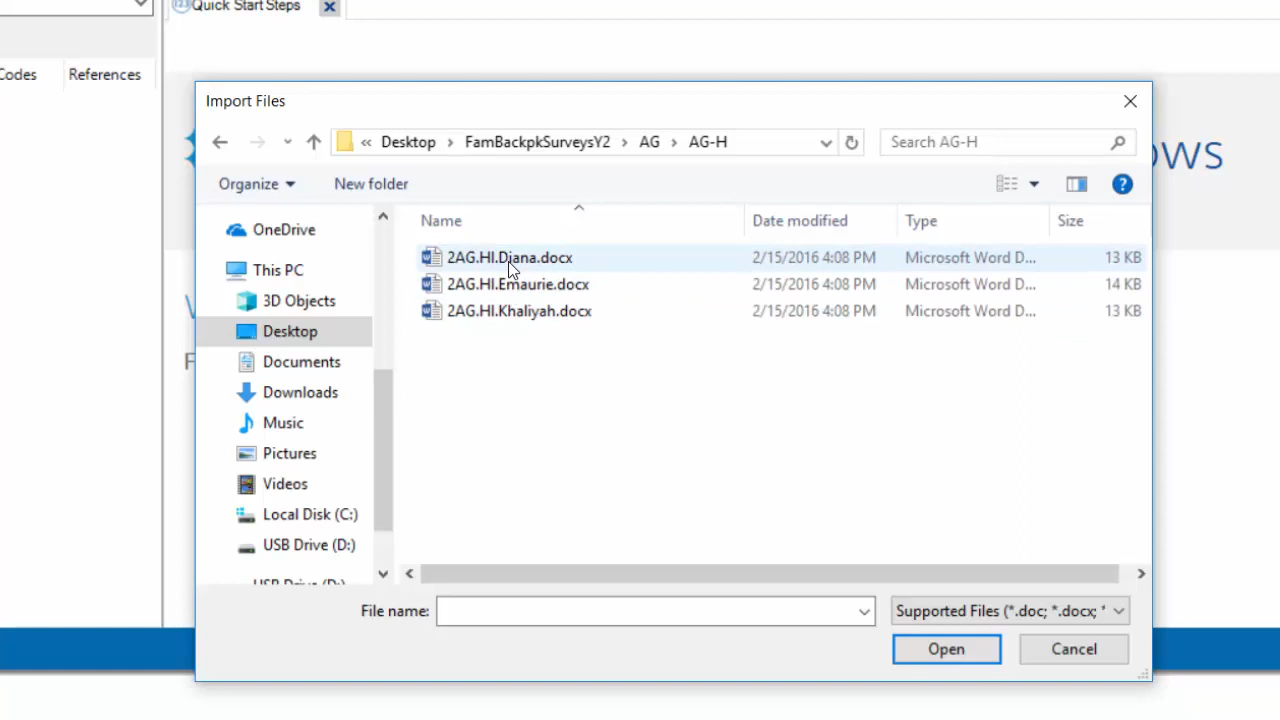 Quick Start Steps
Codes References
Import Files
« Desktop > FamBackpkSurveysY2 > AG > AG-H
Search AG-H
Organize New folder
Name Date modified Type Size
OneDrive
This PC
3D Objects
Desktop
Documents
Downloads
Music
Pictures
Videos
Local Disk (C:)
USB Drive (D:)
USB Drive (D:)
2AG.HI.Diana.docx 2/15/2016 4:08 PM Microsoft Word D... 13 KB
2AG.HI.Emaurie.docx 2/15/2016 4:08 PM Microsoft Word D... 14 KB
2AG.HI.Khaliyah.docx 2/15/2016 4:08 PM Microsoft Word D... 13 KB
File name:
Supported Files (*.doc; *.docx; *
Open Cancel